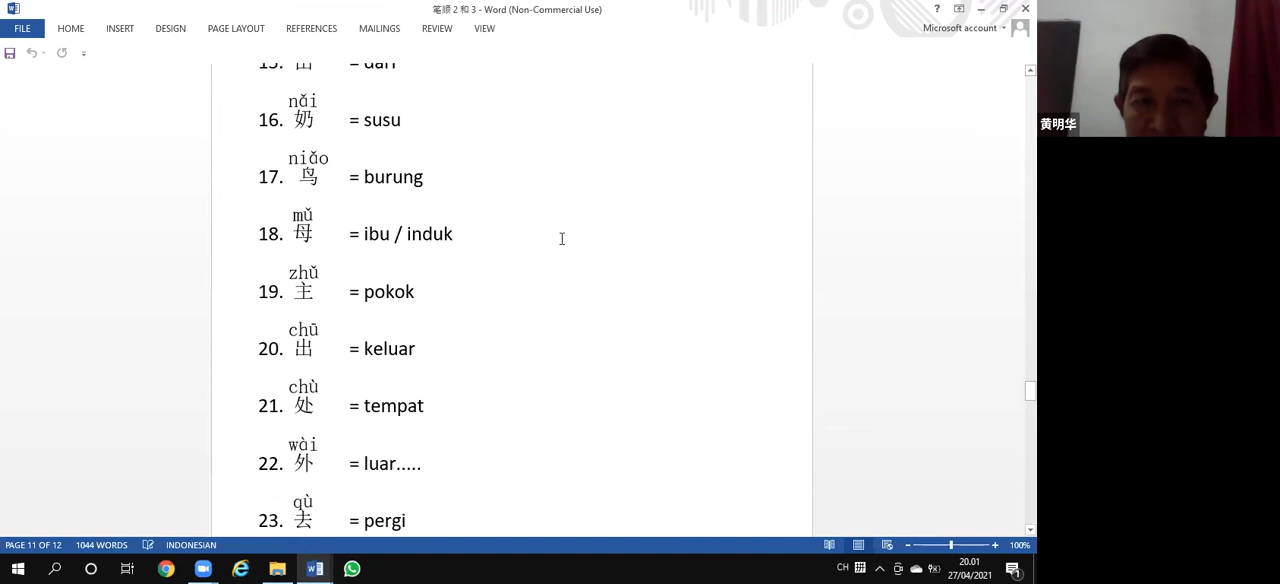 笔顺 2 和 3 - Word (Non-Commercial Use)
FILE HOME INSERT DESIGN PAGE LAYOUT REFERENCES MAILINGS REVIEW VIEW
Microsoft account
黄明华
15. = dari
nǎi
16. 奶 = susu
niǎo
17. 鸟 = burung
mǔ
18. 母 = ibu / induk
zhǔ
19. 主 = pokok
chū
20. 出 = keluar
chù
21. 处 = tempat
wài
22. 外 = luar.....
qù
23. 去 = pergi
PAGE 11 OF 12 1044 WORDS INDONESIAN 100%
CH 20.01
27/04/2021